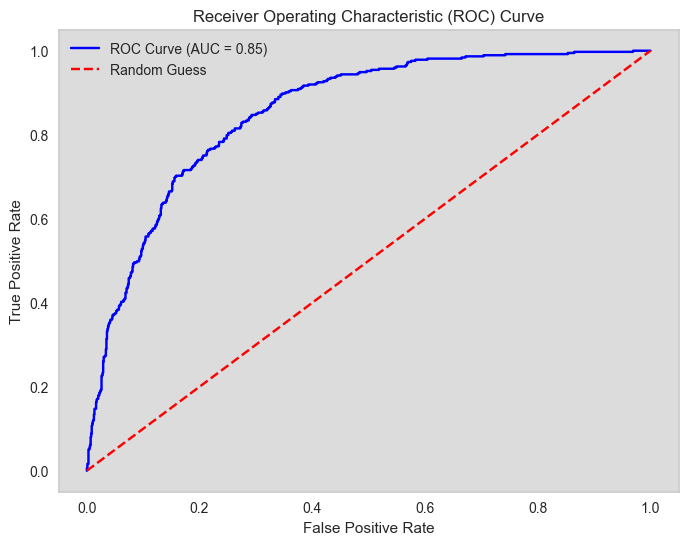 Receiver Operating Characteristic (ROC) Curve
ROC Curve (AUC = 0.85)
Random Guess
1.0
0.8
0.6
0.4
0.2
0.0
True Positive Rate
0.0 0.2 0.4 0.6 0.8 1.0
False Positive Rate